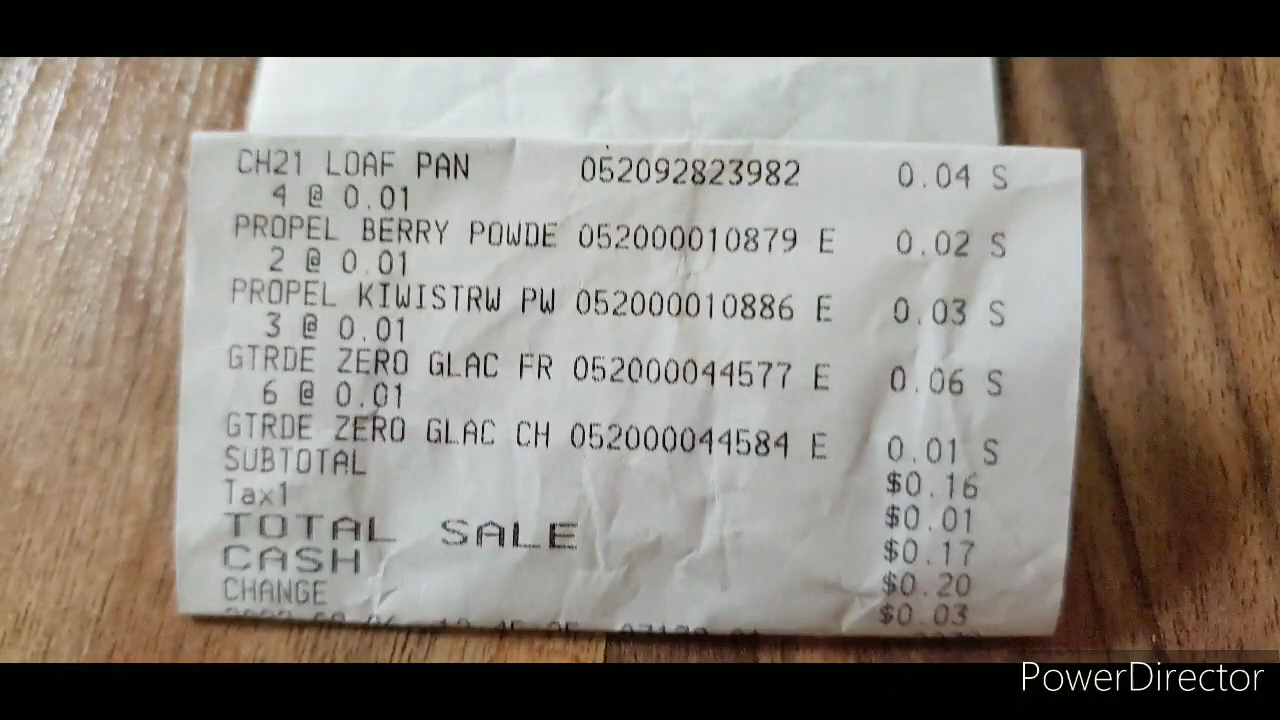 CH21 LOAF PAN 052092823982 0.04 S
4 @ 0.01
PROPEL BERRY POWDE 052000010879 E 0.02 S
2 @ 0.01
PROPEL KIWISTRW PW 052000010886 E 0.03 S
3 @ 0.01
GTRDE ZERO GLAC FR 052000044577 E 0.06 S
6 @ 0.01
GTRDE ZERO GLAC CH 052000044584 E 0.01 S
SUBTOTAL $0.16
Tax1 $0.01
TOTAL SALE $0.17
CASH $0.20
CHANGE $0.03
PowerDirector